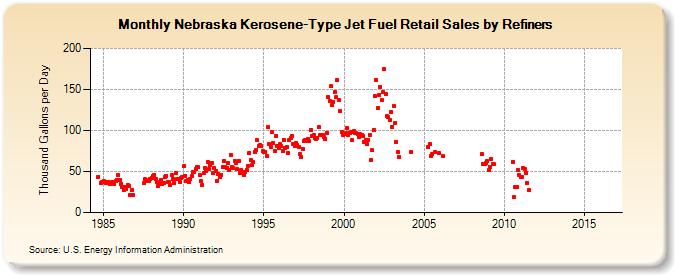 Monthly Nebraska Kerosene-Type Jet Fuel Retail Sales by Refiners
Thousand Gallons per Day
200
150
100
50
0
1985 1990 1995 2000 2005 2010 2015
Source: U.S. Energy Information Administration